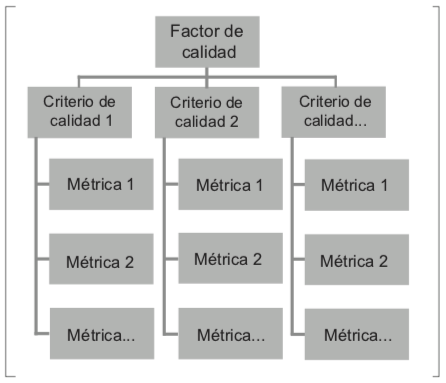 Factor de
calidad
Criterio de
calidad 1
Criterio de
calidad 2
Criterio de
calidad...
Métrica 1
Métrica 1
Métrica 1
Métrica 2
Métrica 2
Métrica 2
Métrica...
Métrica...
Métrica...